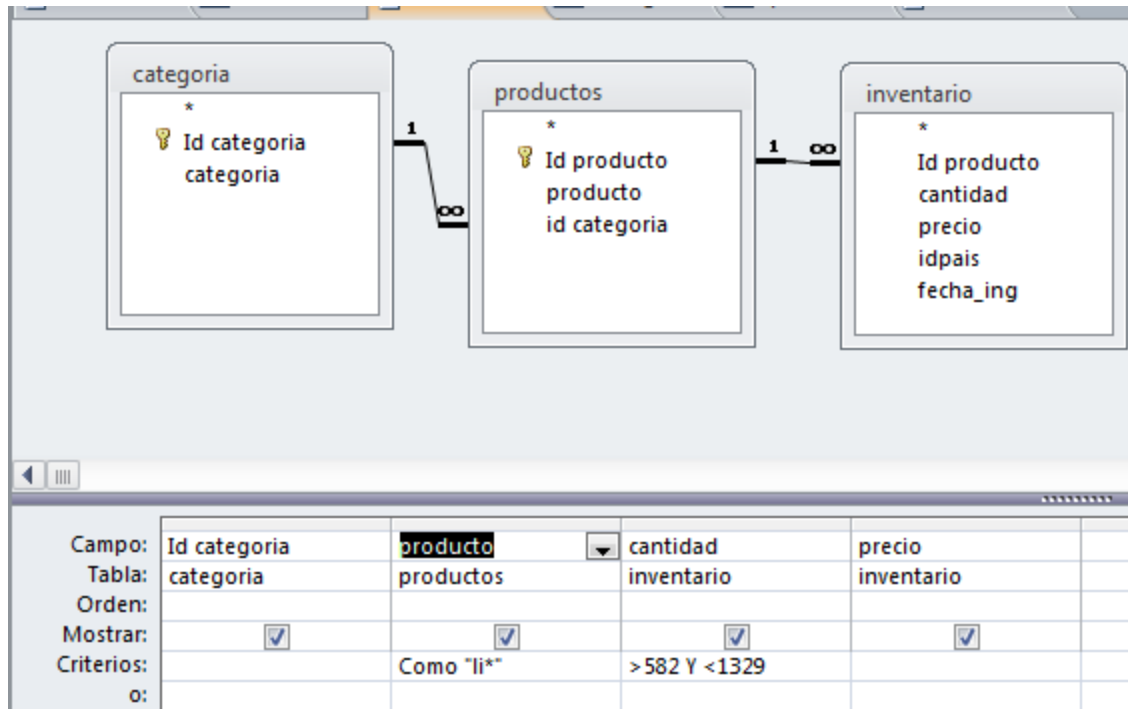 categoria
*
Id categoria
categoria
1
∞
productos
*
Id producto
producto
id categoria
1
∞
inventario
*
Id producto
cantidad
precio
idpais
fecha_ing
Campo: Id categoria producto cantidad precio
Tabla: categoria productos inventario inventario
Orden:
Mostrar:
Criterios: Como "li*" >582 Y <1329
o: